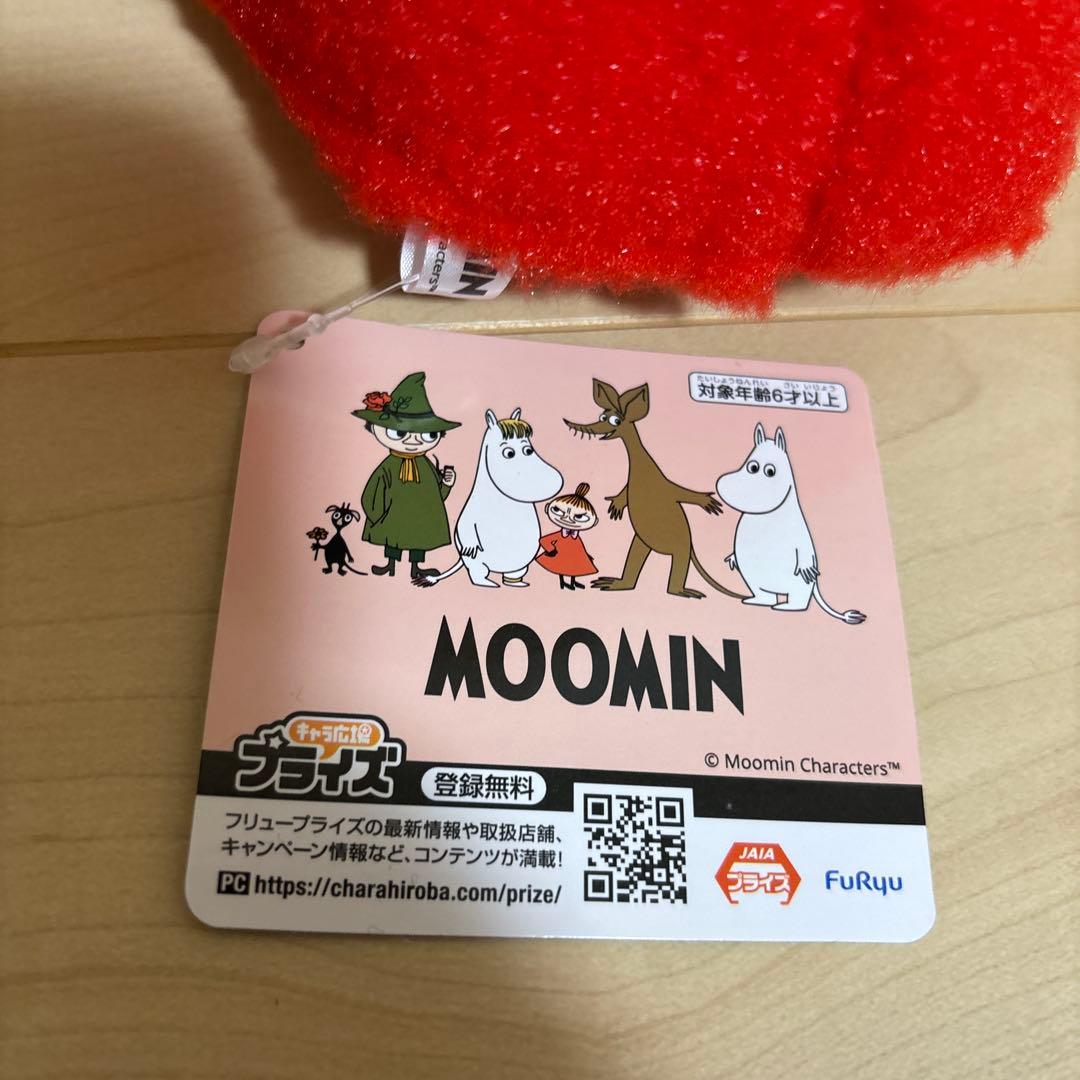 acters™
MIN
たいしょうねんれい さい いじょう
対象年齢6才以上
MOOMIN
© Moomin Characters™
キャラ広場
プライズ
登録無料
フリュープライズの最新情報や取扱店舗、
キャンペーン情報など、コンテンツが満載!
PC https://charahiroba.com/prize/
JAIA
プライズ
FuRyu